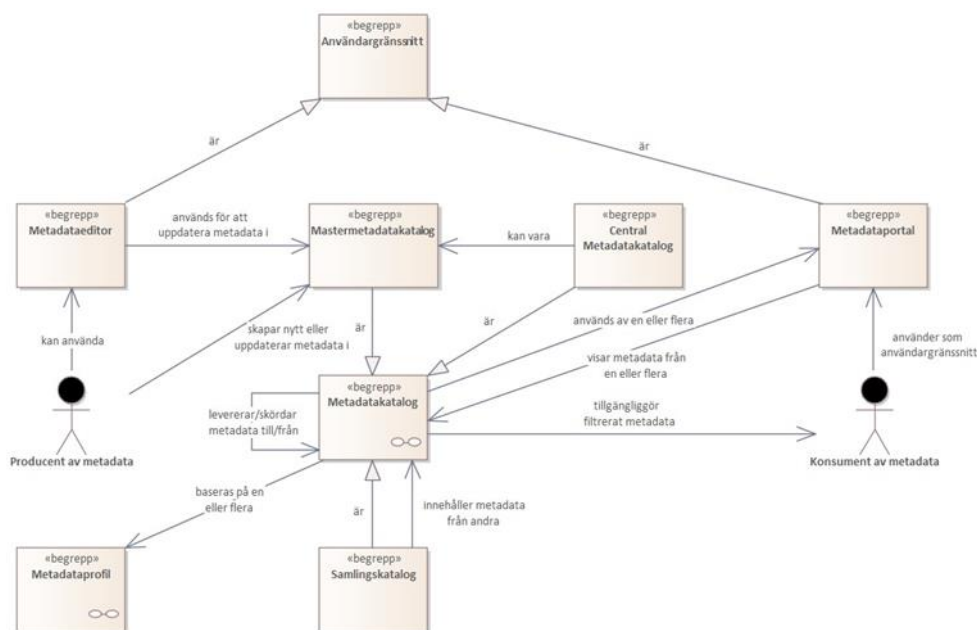 «begrepp»
Användargränssnitt
är
är
«begrepp»
Metadataeditor
används för att
uppdatera metadata i
«begrepp»
Mastermetadatakatalog
kan vara
«begrepp»
Central
Metadatakatalog
«begrepp»
Metadataportal
kan använda
skapar nytt eller
uppdaterar metadata i
är
är
används av en eller flera
visar metadata från
en eller flera
använder som
användargränssnitt
Producent av metadata
levererar/skördar
metadata till/från
«begrepp»
Metadatakatalog
tillgängliggör
filtrerat metadata
Konsument av metadata
baseras på en
eller flera
är
innehåller metadata
från andra
«begrepp»
Metadataprofil
«begrepp»
Samlingskatalog